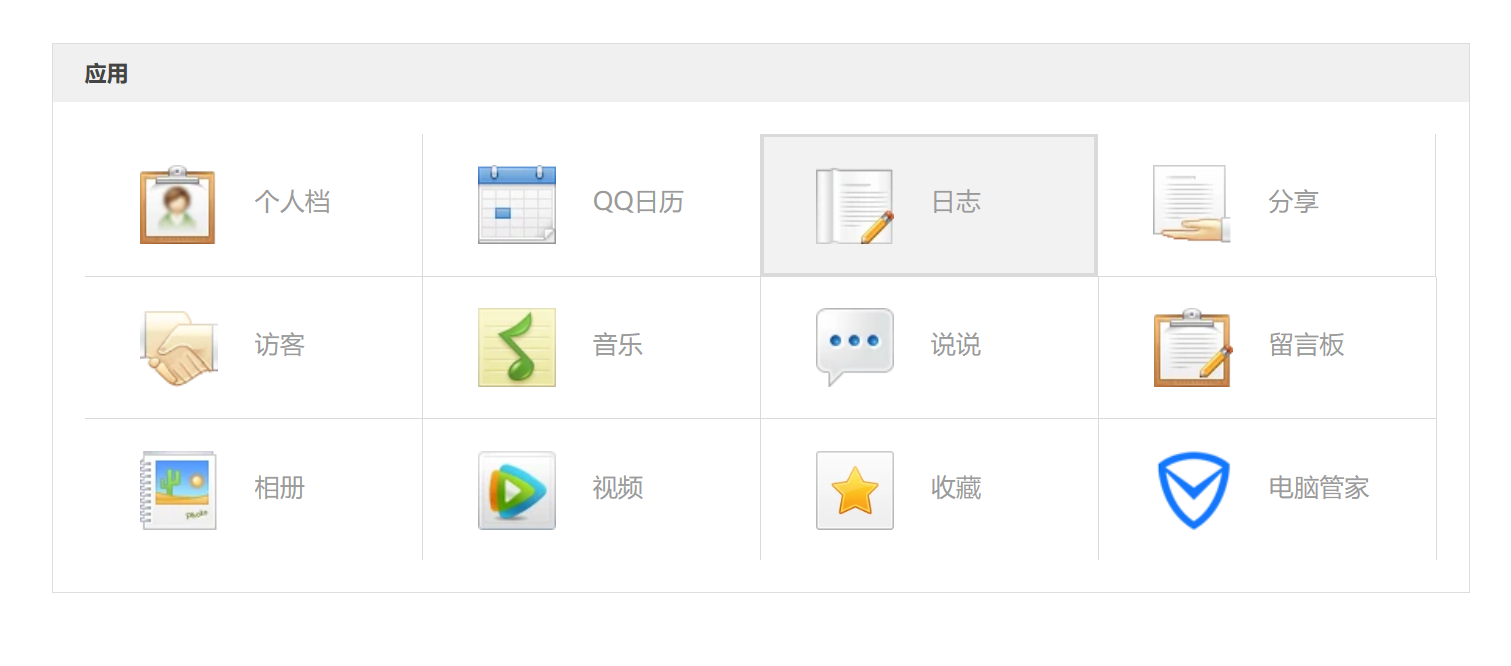 应用
个人档
QQ日历
日志
分享
访客
音乐
说说
留言板
相册
视频
收藏
电脑管家